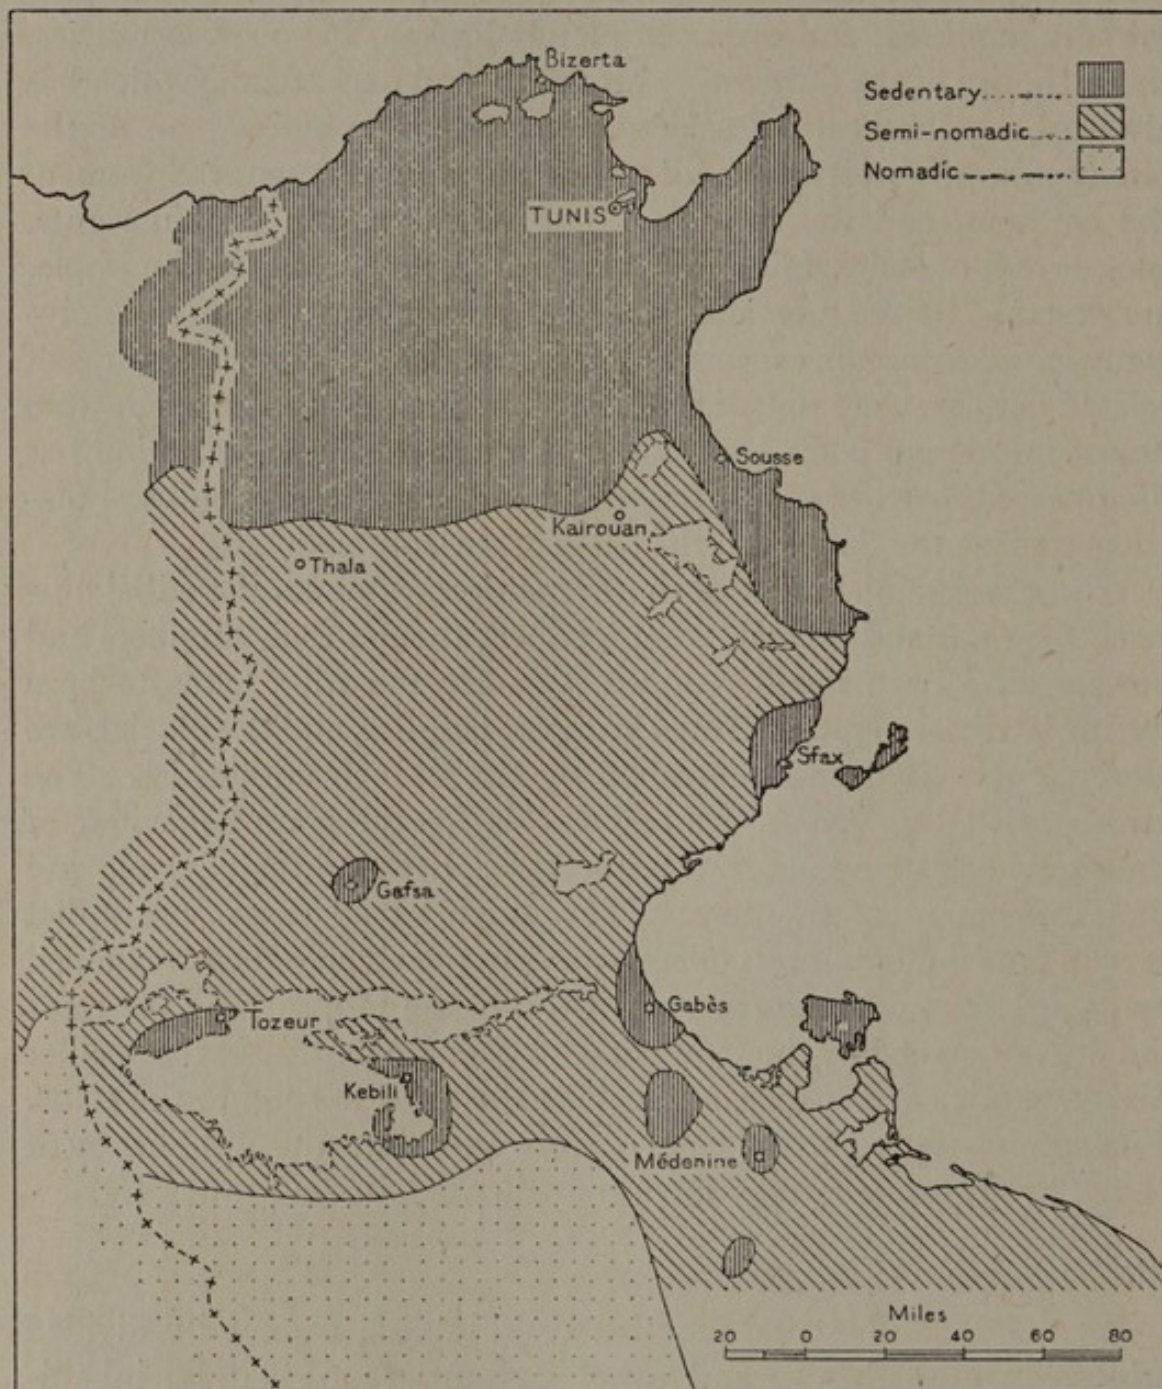 Bizerta
Sedentary
Semi-nomadic
Nomadic
TUNIS
Sousse
Kairouan
Thala
Sfax
Gafsa
Gabès
Tozeur
Kebili
Médenine
Miles
20 0 20 40 60 80